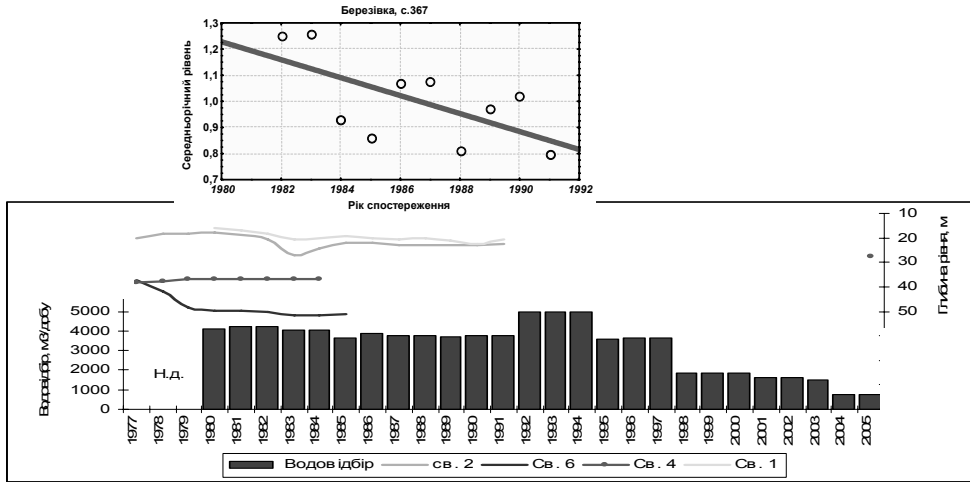 Березівка, с.367
Середньорічний рівень
1,3
1,2
1,1
1,0
0,9
0,8
0,7
1980 1982 1984 1986 1988 1990 1992
Рік спостереження
10
20
30
40
50
Глибина рівня, м
Водовідбір, м3/добу
5000
4000
3000
2000
1000
0
Н.д.
1977 1978 1979 1980 1981 1982 1983 1984 1985 1986 1987 1988 1989 1990 1991 1992 1993 1994 1995 1996 1997 1998 1999 2000 2001 2002 2003 2004 2005
Водовідбір св. 2 Св. 6 Св. 4 Св. 1